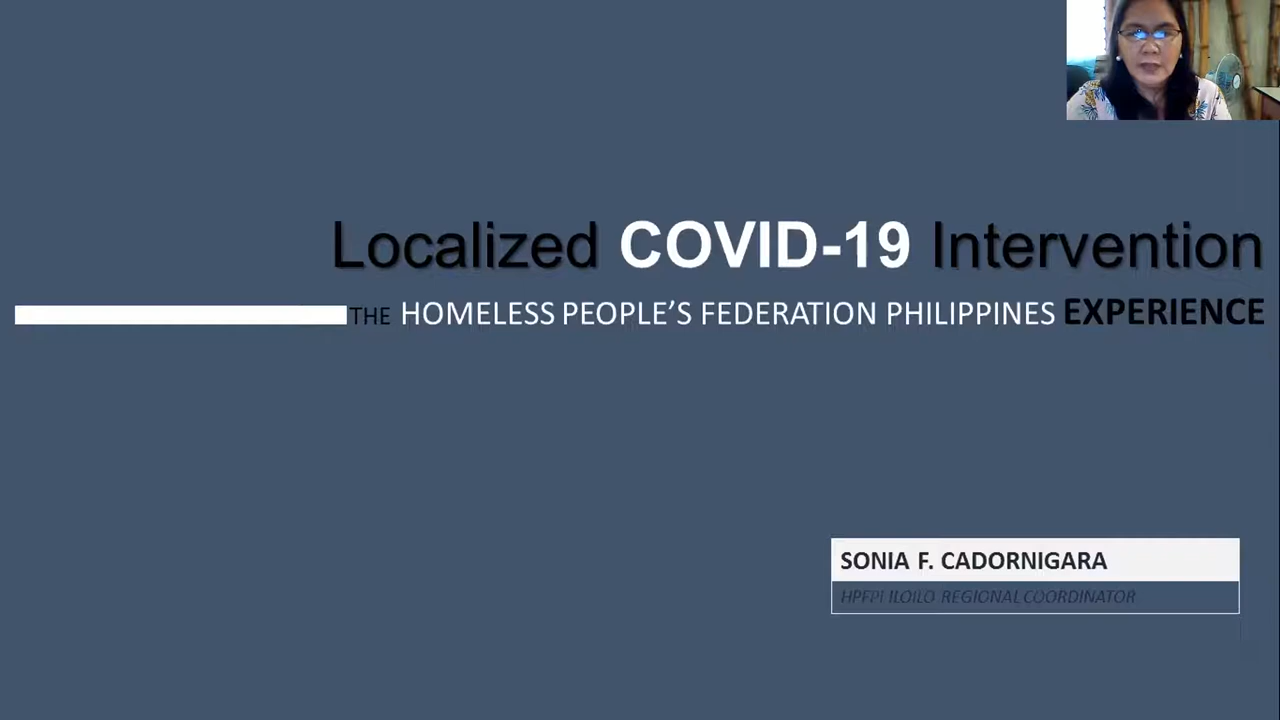 Localized COVID-19 Intervention
THE HOMELESS PEOPLE'S FEDERATION PHILIPPINES EXPERIENCE
SONIA F. CADORNIGARA
HPFPI ILOILO REGIONAL COORDINATOR